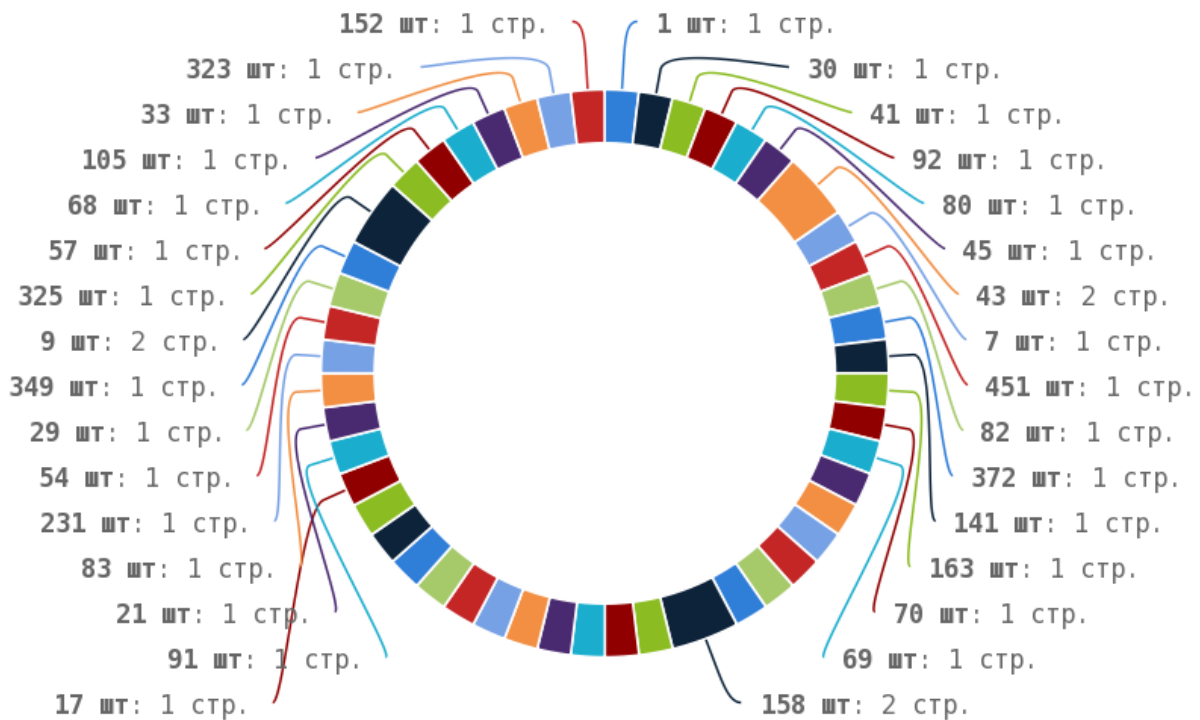 152 шт: 1 стр.
1 шт: 1 стр.
323 шт: 1 стр.
30 шт: 1 стр.
33 шт: 1 стр.
41 шт: 1 стр.
105 шт: 1 стр.
92 шт: 1 стр.
68 шт: 1 стр.
80 шт: 1 стр.
57 шт: 1 стр.
45 шт: 1 стр.
325 шт: 1 стр.
43 шт: 2 стр.
9 шт: 2 стр.
7 шт: 1 стр.
349 шт: 1 стр.
451 шт: 1 стр.
29 шт: 1 стр.
82 шт: 1 стр.
54 шт: 1 стр.
372 шт: 1 стр.
231 шт: 1 стр.
141 шт: 1 стр.
83 шт: 1 стр.
163 шт: 1 стр.
21 шт: 1 стр.
70 шт: 1 стр.
91 шт: 1 стр.
69 шт: 1 стр.
17 шт: 1 стр.
158 шт: 2 стр.